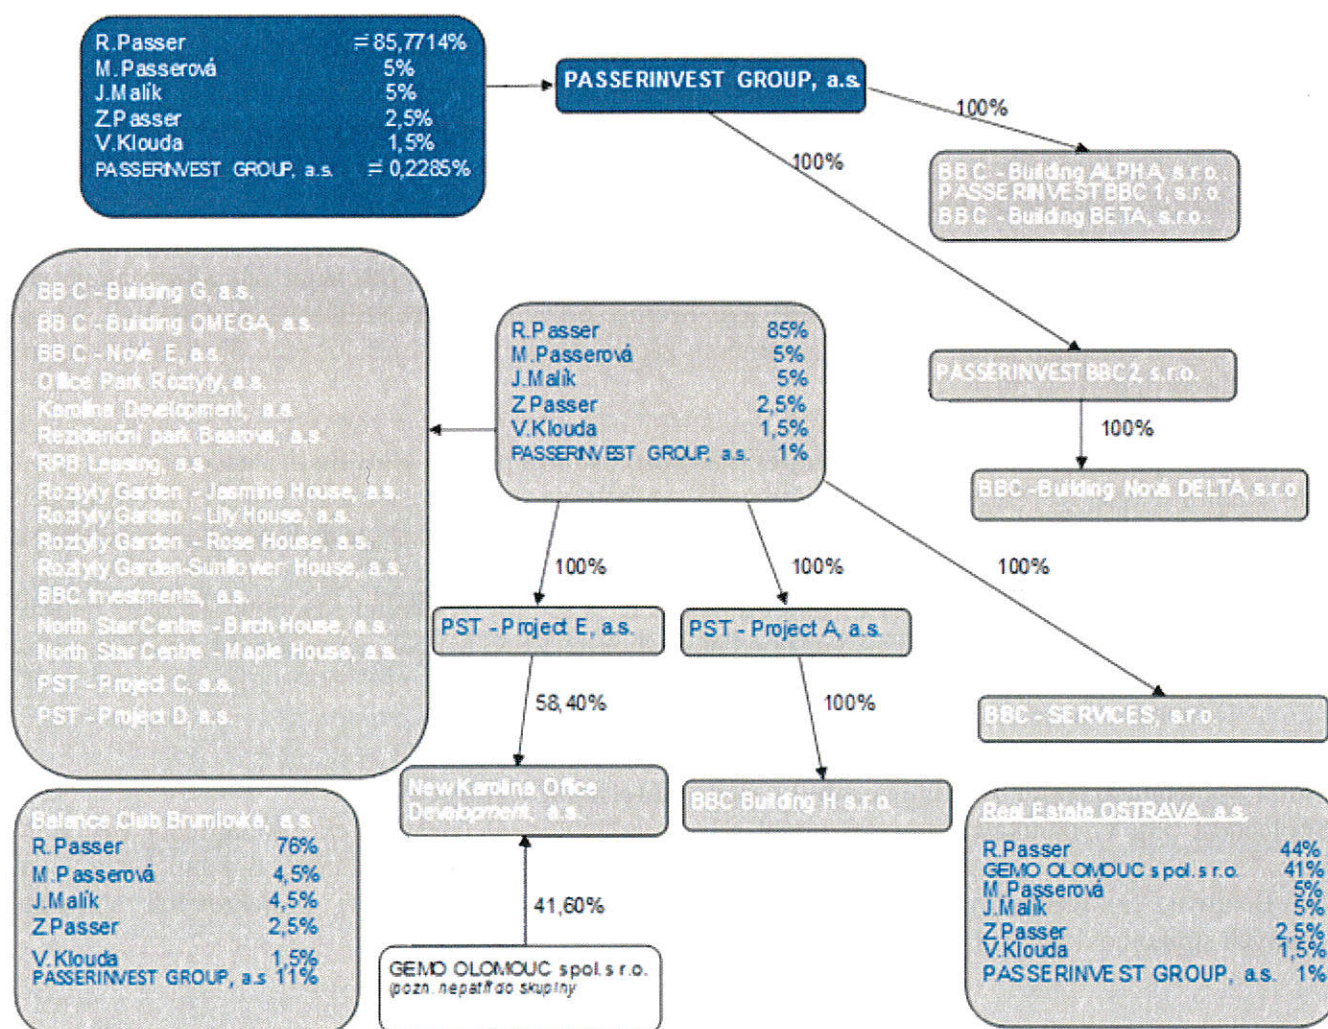 R.Passer ≓ 85,7714%
M.Passerová 5%
J.Malík 5%
Z.Passer 2,5%
V.Klouda 1,5%
PASSERINVEST GROUP, a.s. ≓ 0,2285%
PASSERINVEST GROUP, a.s.
100%
100%
BB C - Building ALPHA, s.r.o.
PASSERINVEST BBC 1, s.r.o.
BB C - Building BETA, s.r.o.
BB C - Building G, a.s.
BB C - Building OMEGA, a.s.
BB C - Nové E, a.s.
Office Park Roztyly, a.s.
Karolina Development, a.s
Rezidenční park Baarova, a.s
RPB Leasing, a.s.
Roztyly Garden - Jasmine House, a.s.
Roztyly Garden - Lily House, a.s.
Roztyly Garden - Rose House, a.s.
Roztyly Garden-Sunflower House, a.s.
BBC Investments, a.s.
North Star Centre - Birch House, a.s.
North Star Centre - Maple House, a.s.
PST - Project C, a.s.
PST - Project D, a.s.
R.Passer 85%
M.Passerová 5%
J.Malík 5%
Z.Passer 2,5%
V.Klouda 1,5%
PASSERINVEST GROUP, a.s. 1%
PASSERINVEST BBC 2, s.r.o.
100%
BBC -Building Nová DELTA, s.r.o
100%
100%
100%
PST - Project E, a.s.
PST - Project A, a.s.
58,40%
100%
BBC - SERVICES, s.r.o.
New Karolina Office
Development, a.s.
BBC Building H s.r.o.
Balance Club Brumlovka, a.s.
R.Passer 76%
M.Passerová 4,5%
J.Malík 4,5%
Z.Passer 2,5%
V.Klouda 1,5%
PASSERINVEST GROUP, a.s 11%
41,60%
GEMO OLOMOUC spol. s r.o.
(pozn. nepatří do skupiny
Real Estate OSTRAVA, a.s.
R.Passer 44%
GEMO OLOMOUC spol. s r.o. 41%
M.Passerová 5%
J.Malík 5%
Z.Passer 2,5%
V.Klouda 1,5%
PASSERINVEST GROUP, a.s. 1%